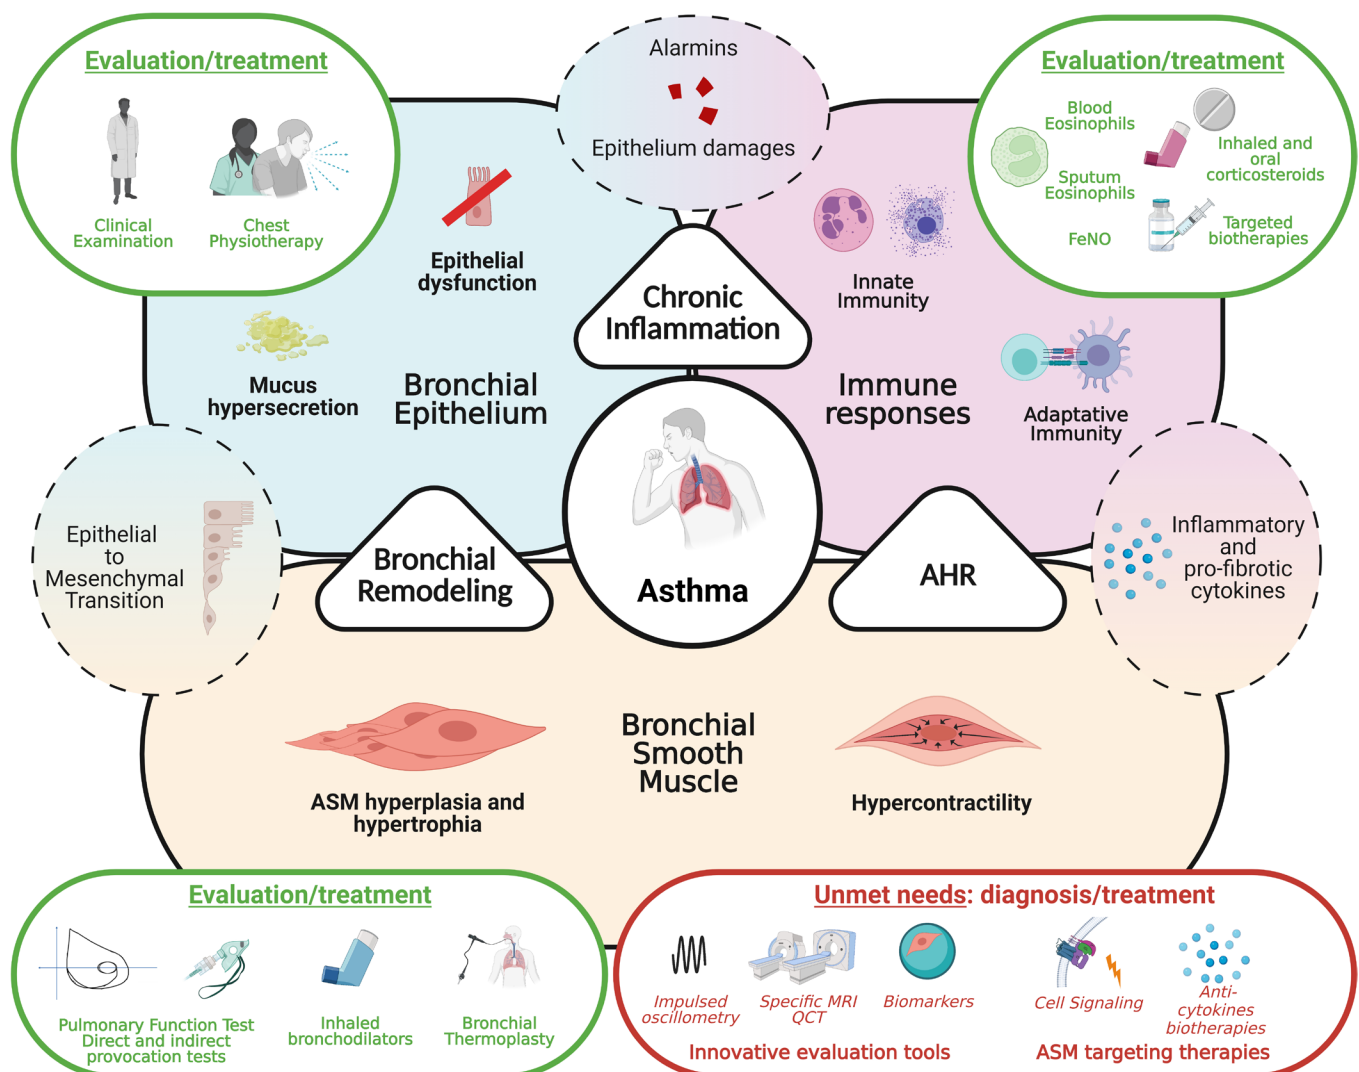 Evaluation/treatment
Clinical
Examination
Chest
Physiotherapy
Alarmins
Epithelium damages
Evaluation/treatment
Blood
Eosinophils
Sputum
Eosinophils
FeNO
Inhaled and
oral
corticosteroids
Targeted
biotherapies
Epithelial
dysfunction
Mucus
hypersecretion
Bronchial
Epithelium
Chronic
Inflammation
Innate
Immunity
Immune
responses
Adaptative
Immunity
Epithelial
to
Mesenchymal
Transition
Bronchial
Remodeling
Asthma
AHR
Inflammatory
and
pro-fibrotic
cytokines
ASM hyperplasia and
hypertrophia
Bronchial
Smooth
Muscle
Hypercontractility
Evaluation/treatment
Pulmonary Function Test
Direct and indirect
provocation tests
Inhaled
bronchodilators
Bronchial
Thermoplasty
Unmet needs: diagnosis/treatment
Impulsed
oscillometry
Specific MRI
QCT
Biomarkers
Innovative evaluation tools
Cell Signaling
Anti-
cytokines
biotherapies
ASM targeting therapies